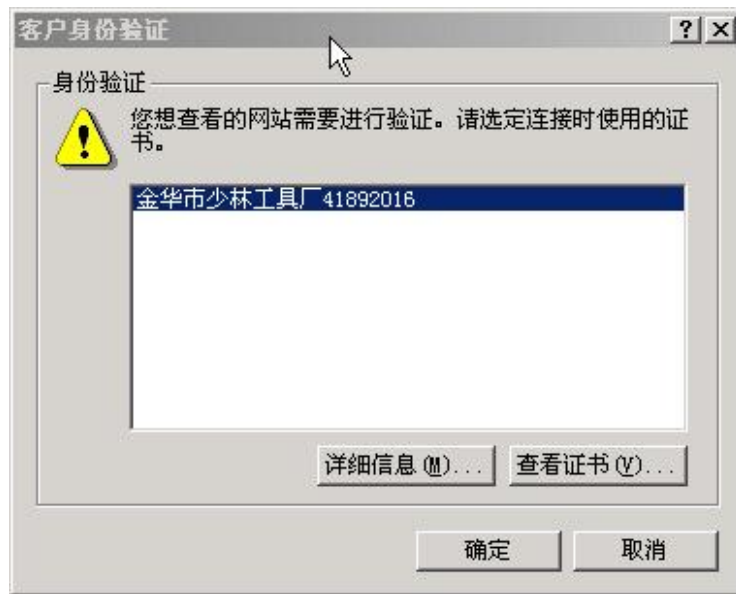 客户身份验证
身份验证
您想查看的网站需要进行验证。请选定连接时使用的证
书。
金华市少林工具厂41892016
详细信息(M)... 查看证书(V)...
确定 取消